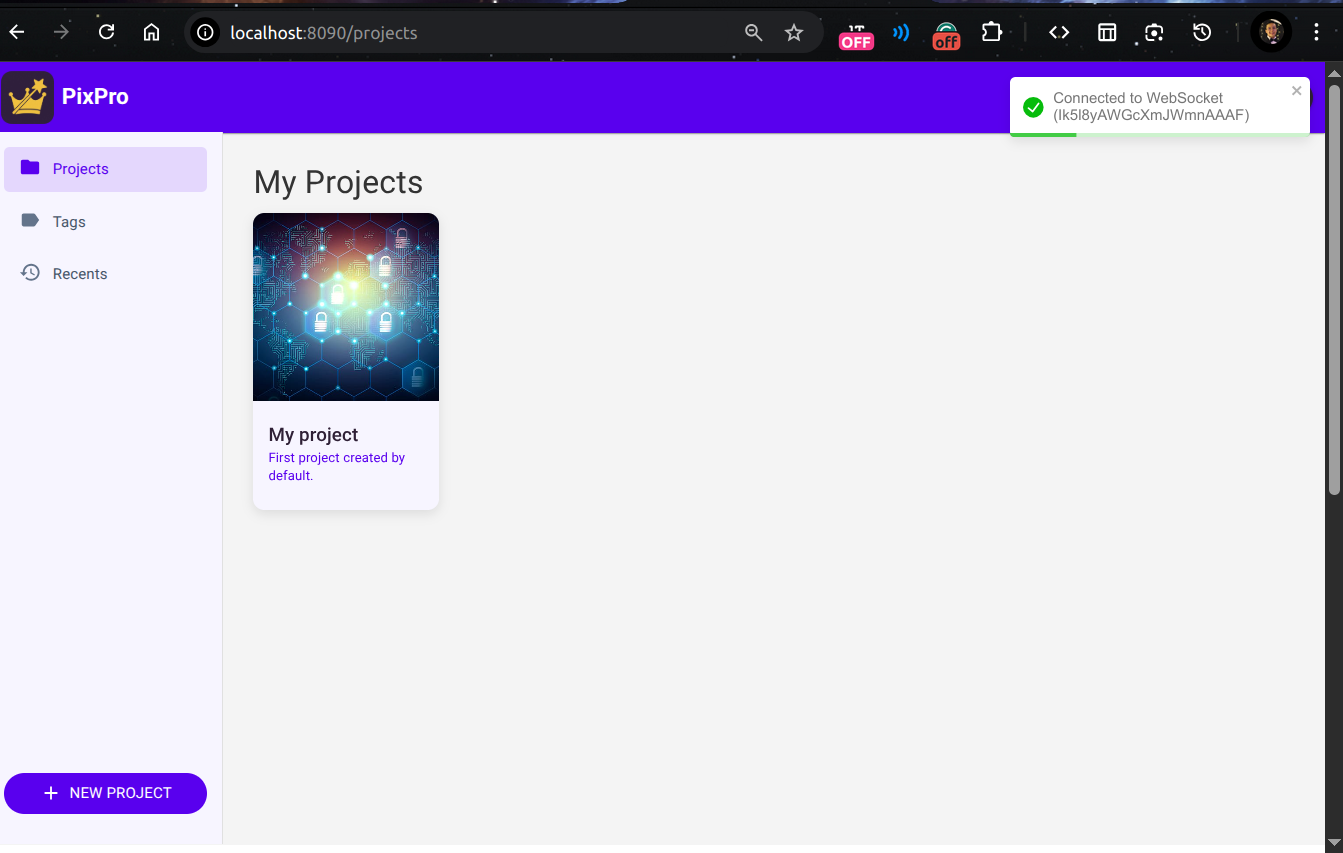 localhost:8090/projects
OFF
off
PixPro
Connected to WebSocket
(Ik5l8yAWGcXmJWmnAAAF)
Projects
Tags
Recents
My Projects
My project
First project created by
default.
NEW PROJECT